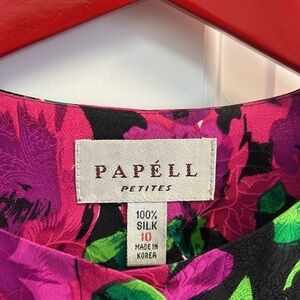 PAPÉLL
PETITES
100%
SILK
10
MADE IN
KOREA